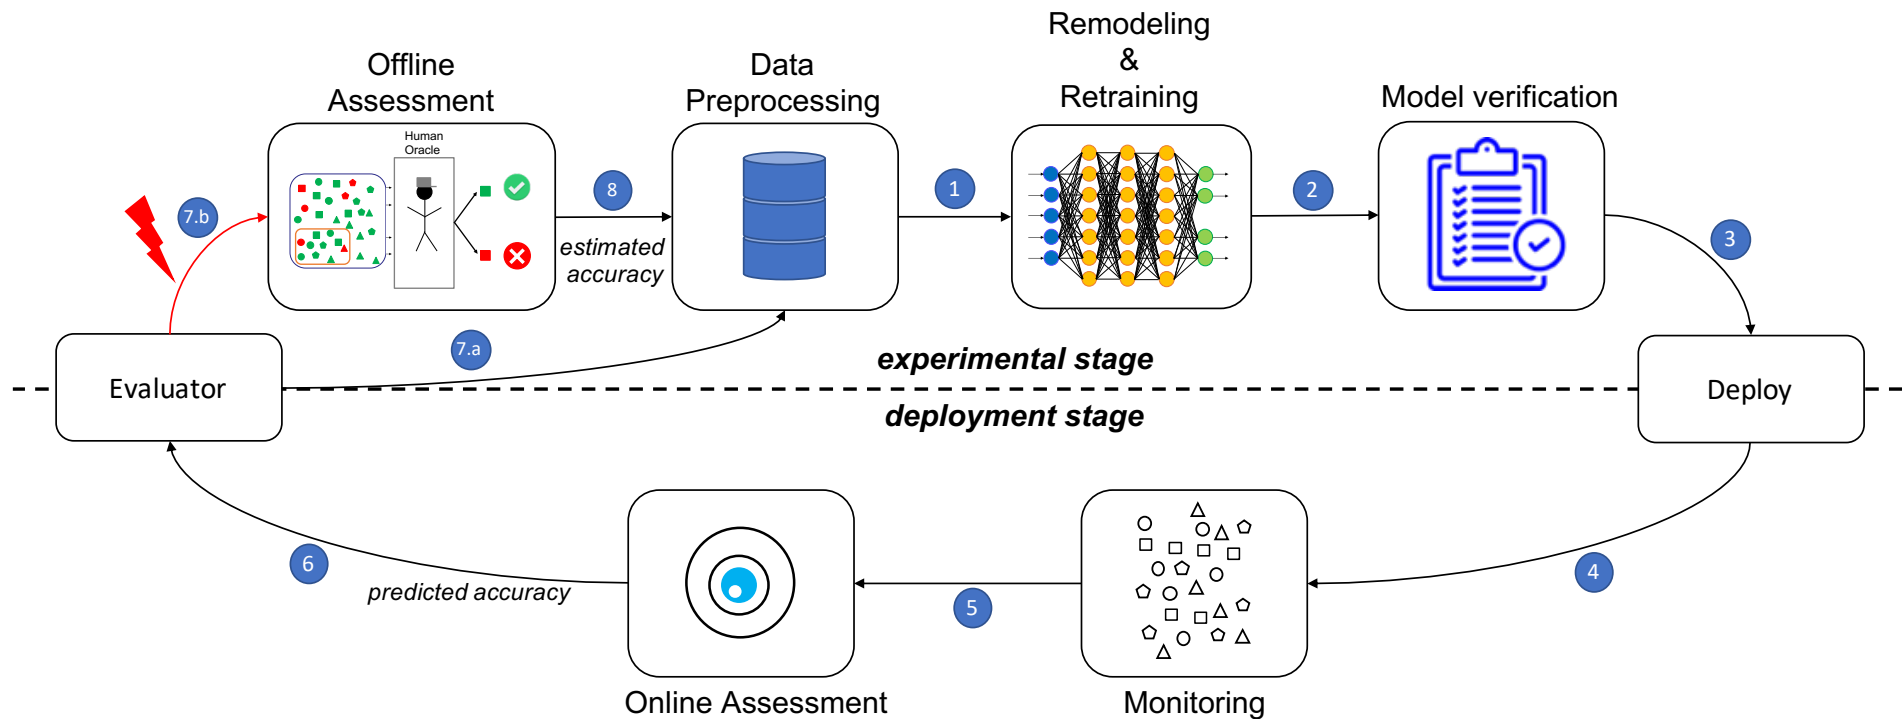 Offline
Assessment
Data
Preprocessing
Remodeling
&
Retraining
Model verification
Human
Oracle
7.b
8
estimated
accuracy
1
2
3
7.a
experimental stage
Evaluator
Deploy
deployment stage
6
predicted accuracy
5
4
Online Assessment
Monitoring